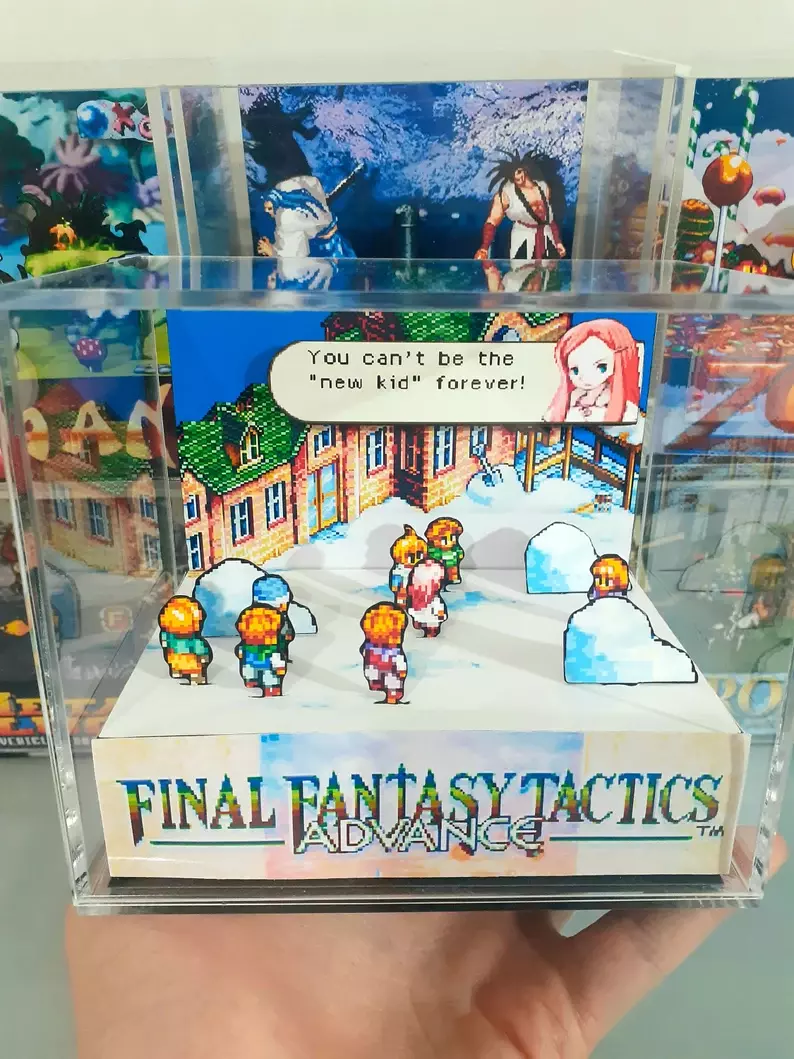 You can't be the
"new kid" forever!
FINAL FANTASY TACTICS
ADVANCE
TM